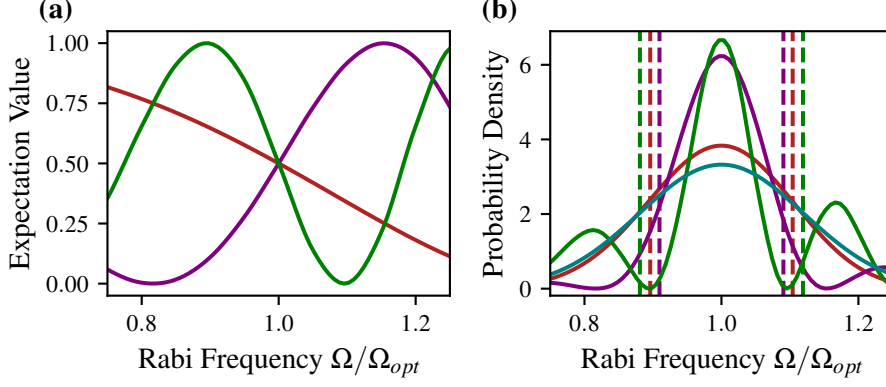 (a)
Expectation Value
1.00
0.75
0.50
0.25
0.00
0.8
1.0
1.2
Rabi Frequency Ω/Ω_opt
(b)
Probability Density
6
4
2
0
0.8
1.0
1.2
Rabi Frequency Ω/Ω_opt